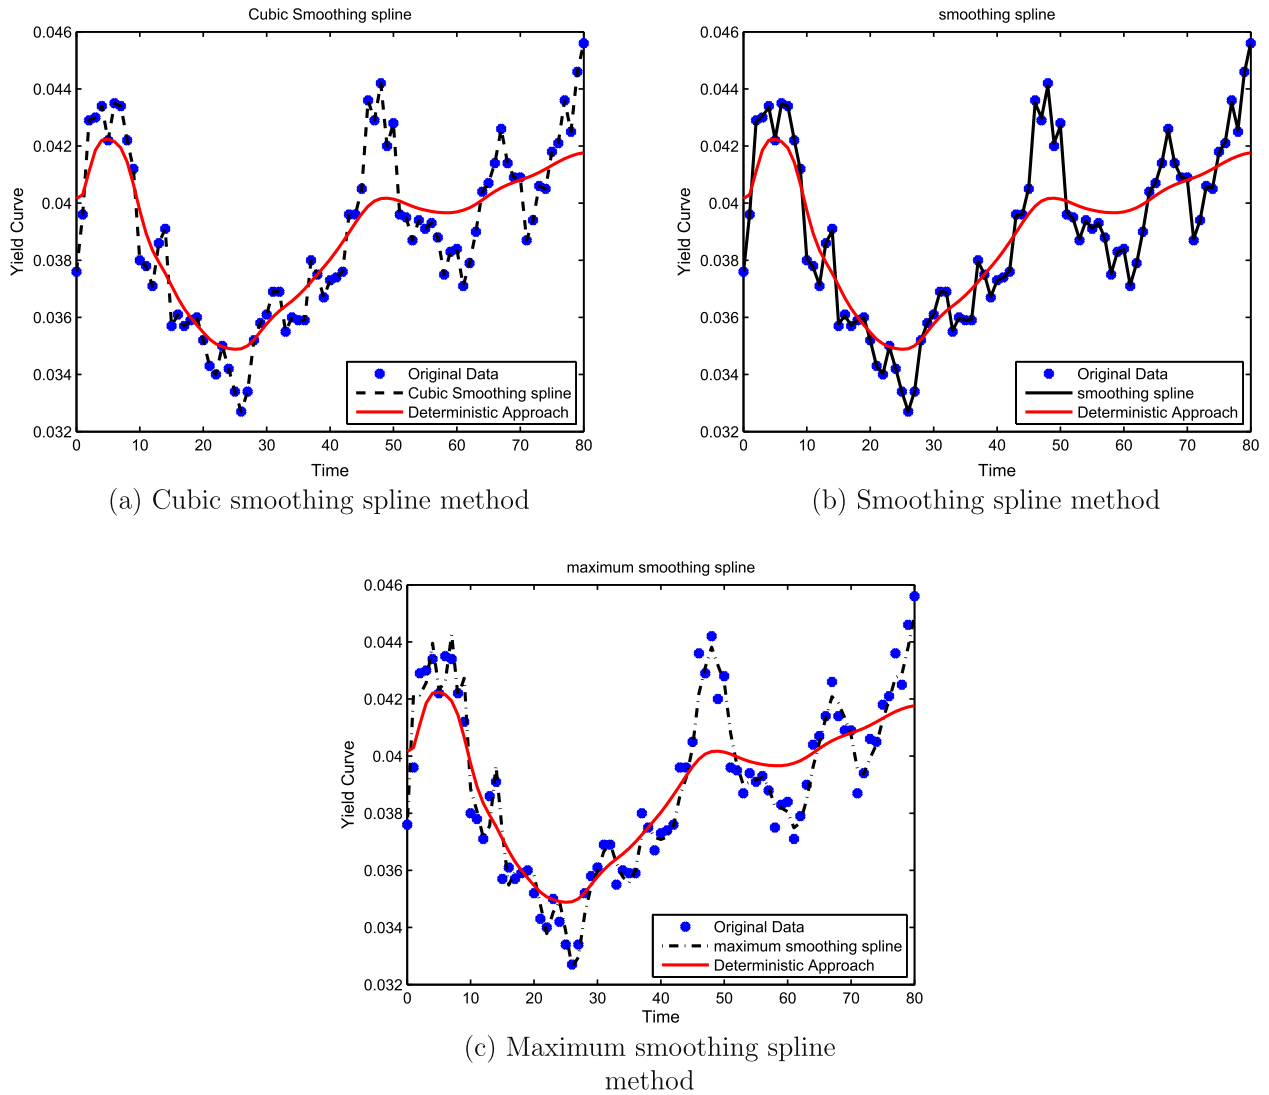 Cubic Smoothing spline
0.046
0.044
0.042
0.04
0.038
0.036
0.034
0.032
Yield Curve
0 10 20 30 40 50 60 70 80
Time
Original Data
Cubic Smoothing spline
Deterministic Approach
(a) Cubic smoothing spline method
smoothing spline
0.046
0.044
0.042
0.04
0.038
0.036
0.034
0.032
Yield Curve
0 10 20 30 40 50 60 70 80
Time
Original Data
smoothing spline
Deterministic Approach
(b) Smoothing spline method
maximum smoothing spline
0.046
0.044
0.042
0.04
0.038
0.036
0.034
0.032
Yield Curve
0 10 20 30 40 50 60 70 80
Time
Original Data
maximum smoothing spline
Deterministic Approach
(c) Maximum smoothing spline
method